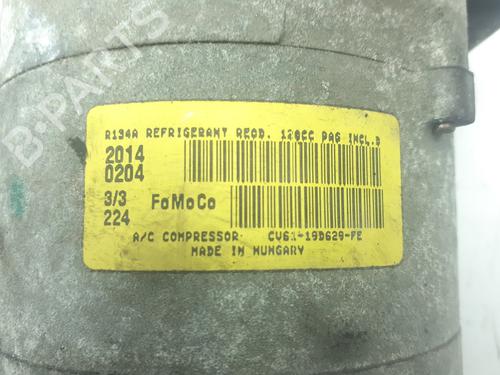 R134A REFRIGERANT REQD. 120CC PAG INCL.
2014
0204
3/3 FoMoCo
224
A/C COMPRESSOR CV61-19D629-FE
MADE IN HUNGARY
B-PARTS